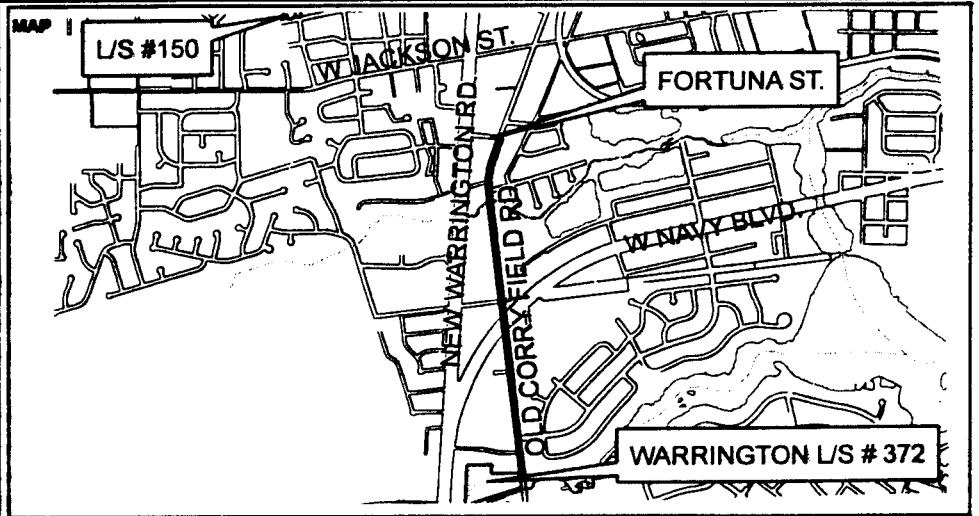 MAP
L/S #150
W JACKSON ST.
FORTUNA ST.
NEW WARRINGTON RD
OLD CORRY FIELD RD
W NAVY BLVD.
WARRINGTON L/S # 372